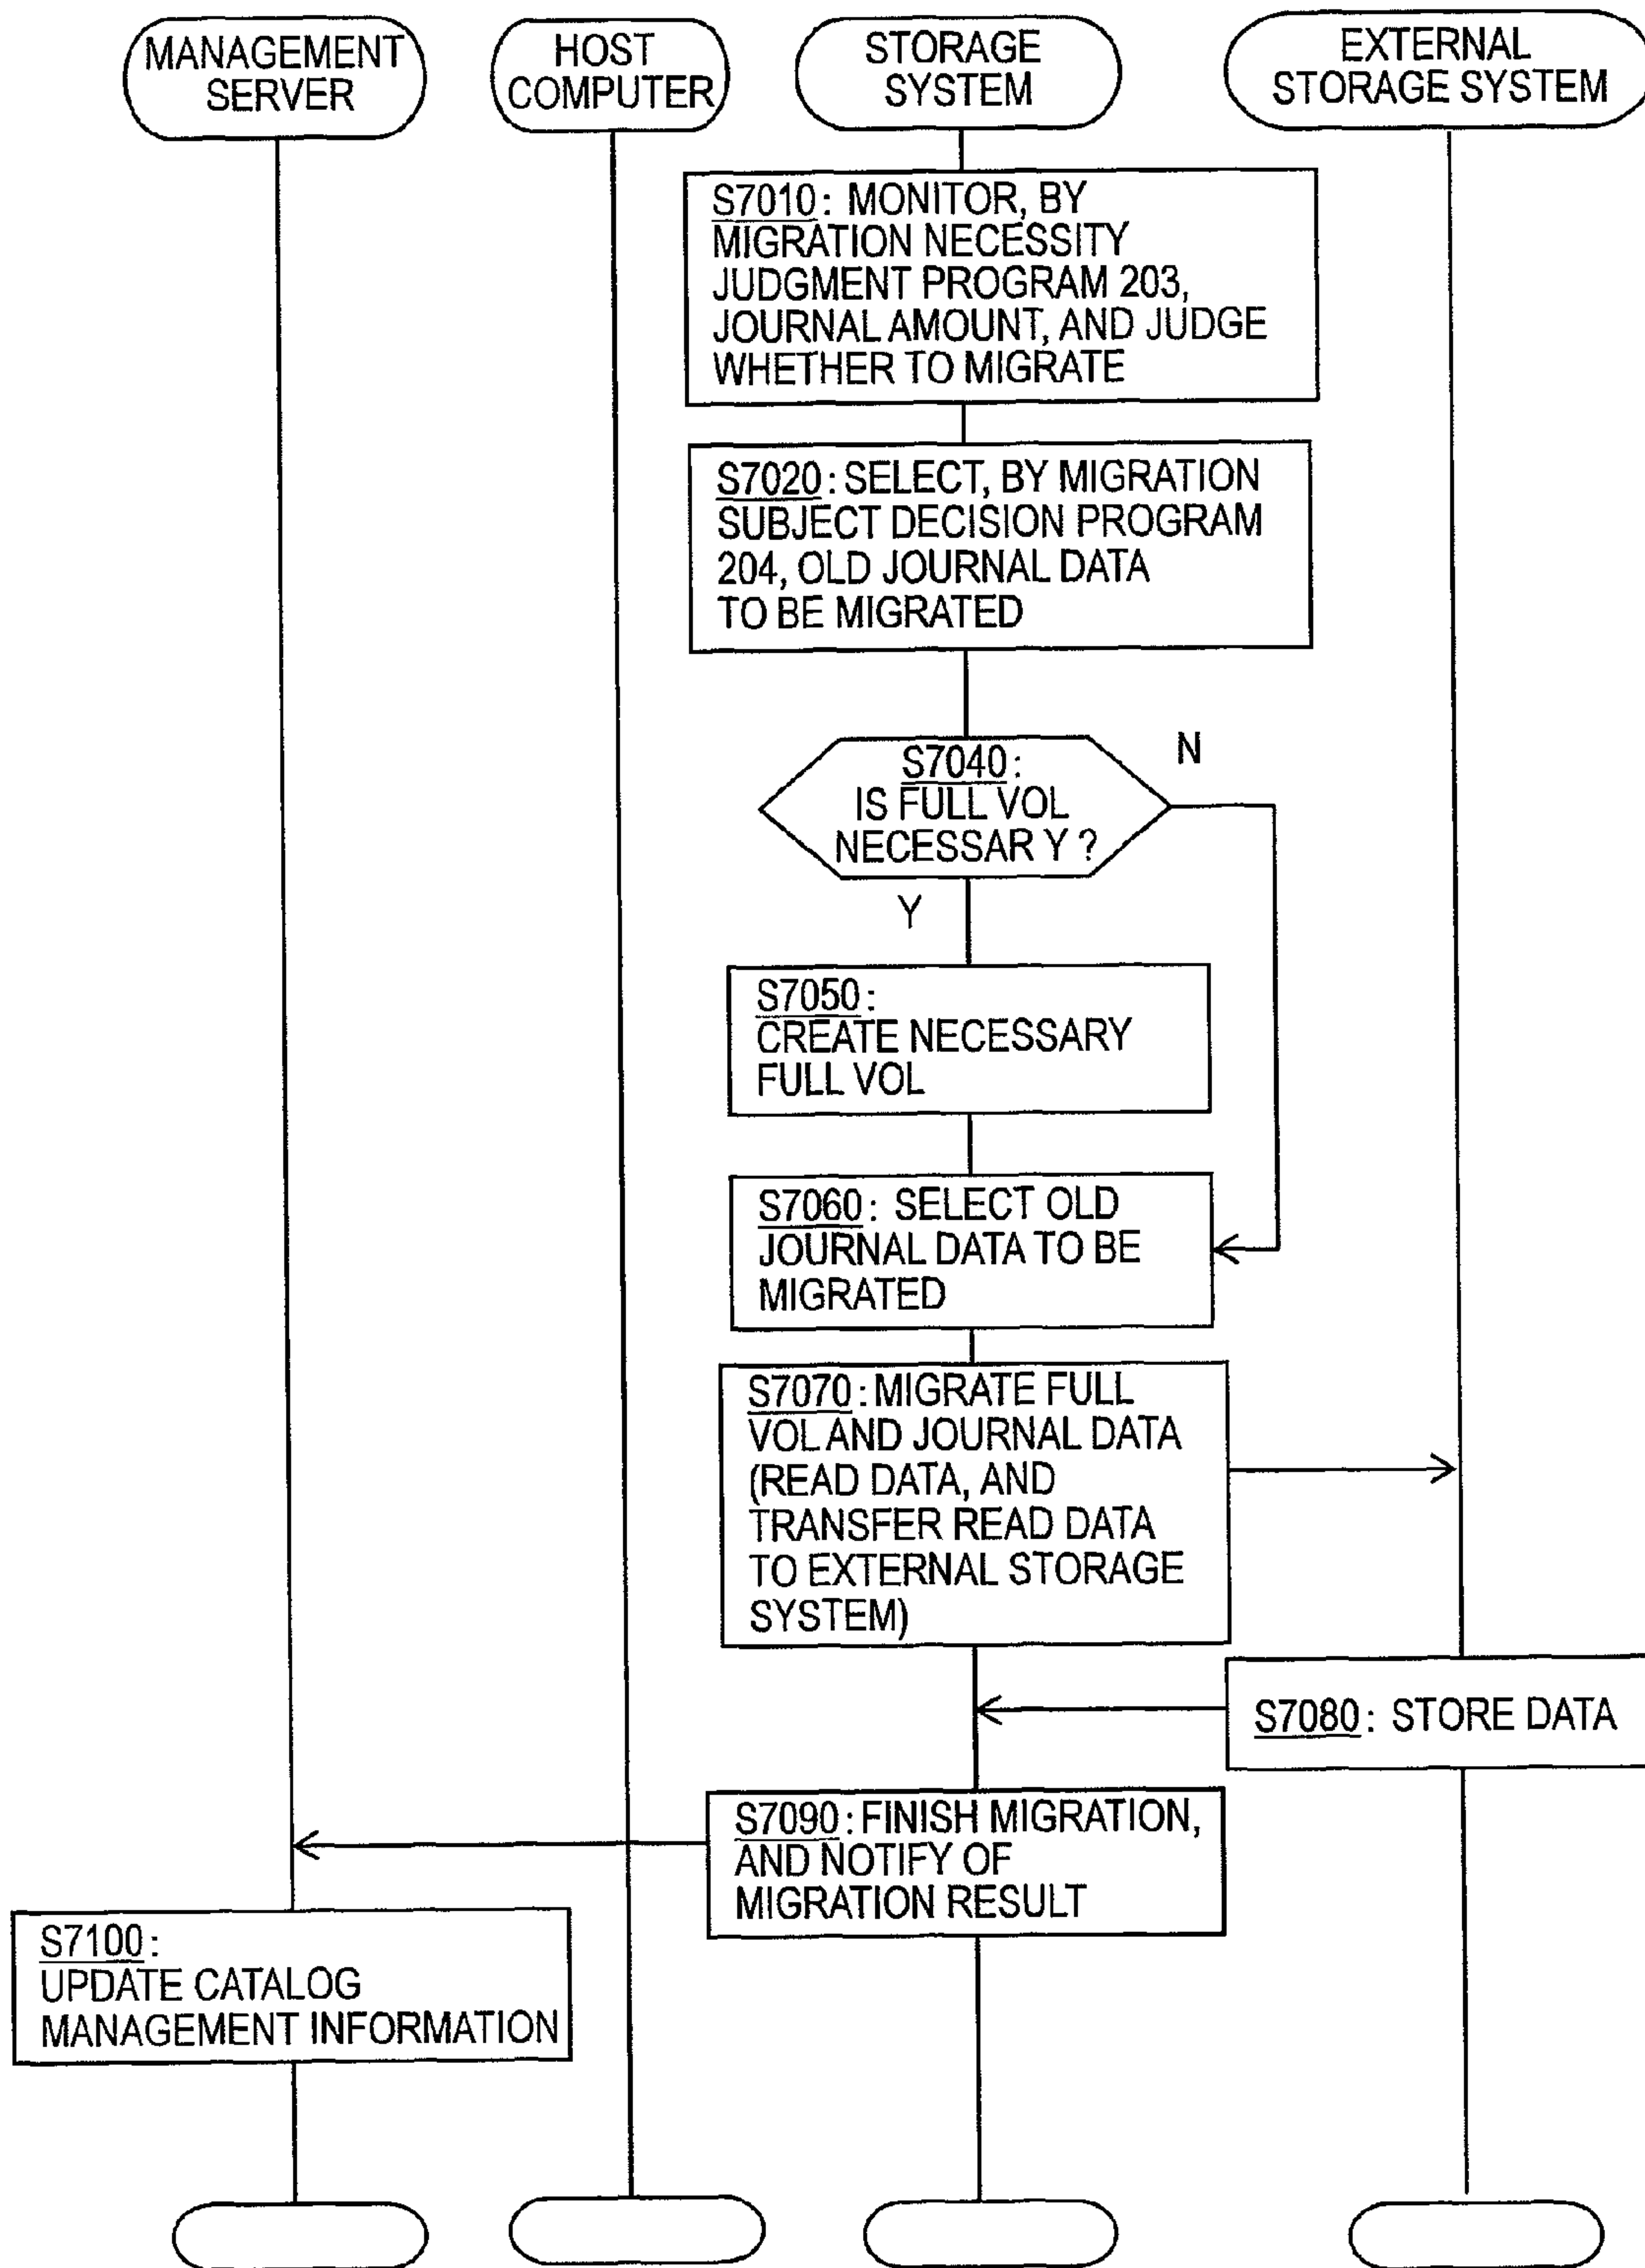 MANAGEMENT
SERVER
HOST
COMPUTER
STORAGE
SYSTEM
EXTERNAL
STORAGE SYSTEM
S7010: MONITOR, BY
MIGRATION NECESSITY
JUDGMENT PROGRAM 203,
JOURNAL AMOUNT, AND JUDGE
WHETHER TO MIGRATE
S7020: SELECT, BY MIGRATION
SUBJECT DECISION PROGRAM
204, OLD JOURNAL DATA
TO BE MIGRATED
S7040:
IS FULL VOL
NECESSAR Y ?
N
Y
S7050:
CREATE NECESSARY
FULL VOL
S7060: SELECT OLD
JOURNAL DATA TO BE
MIGRATED
S7070: MIGRATE FULL
VOL AND JOURNAL DATA
(READ DATA, AND
TRANSFER READ DATA
TO EXTERNAL STORAGE
SYSTEM)
S7080: STORE DATA
S7090: FINISH MIGRATION,
AND NOTIFY OF
MIGRATION RESULT
S7100:
UPDATE CATALOG
MANAGEMENT INFORMATION